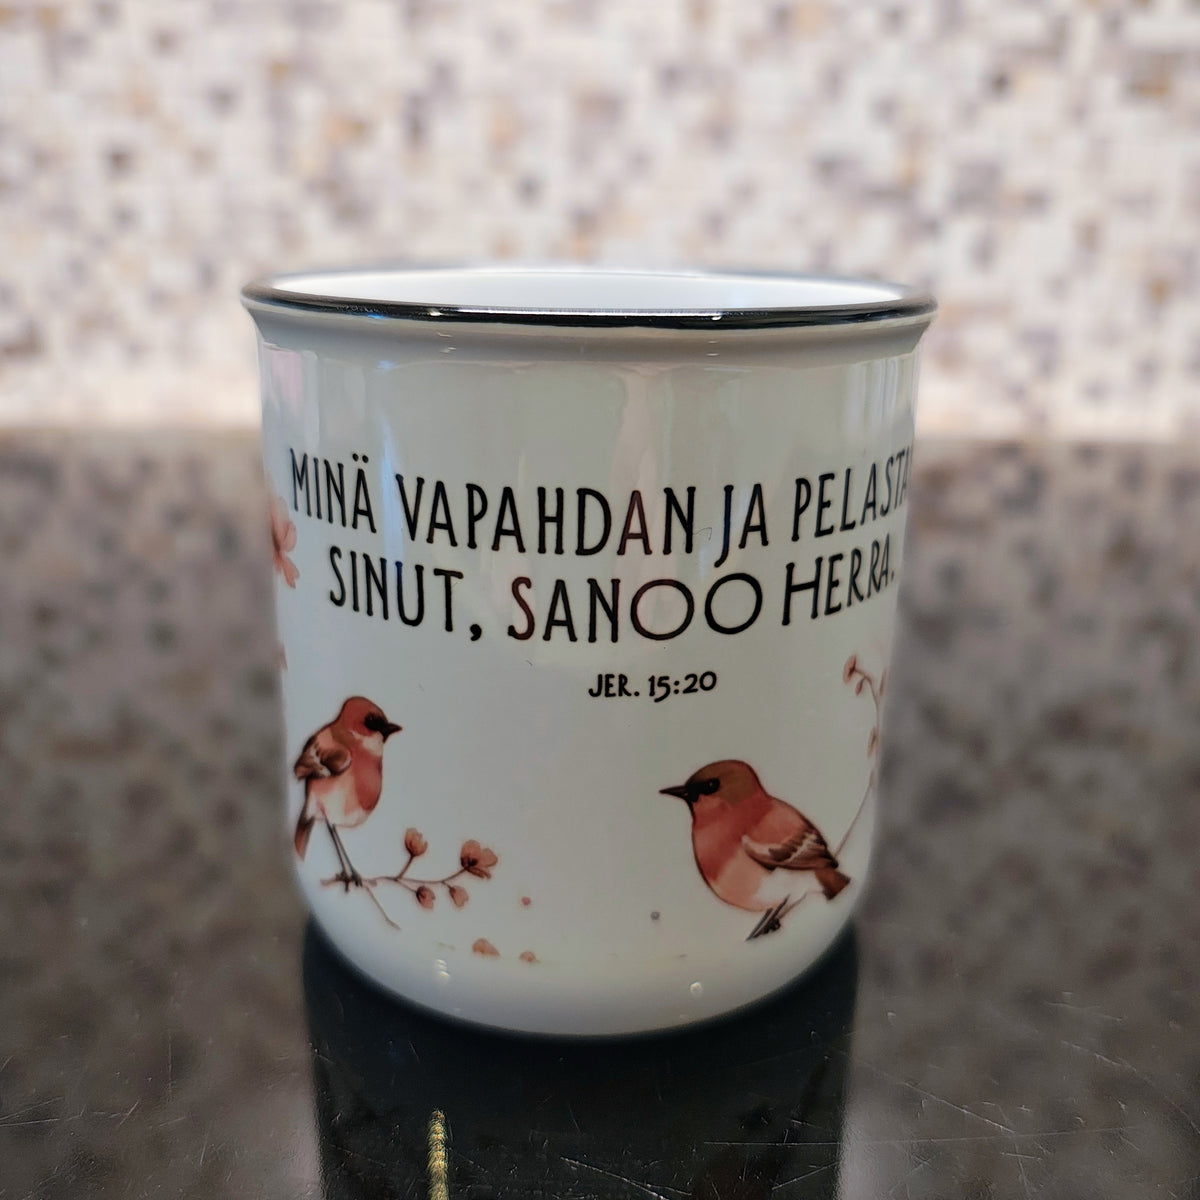 MINÄ VAPAHDAN JA PELASTA
SINUT, SANOO HERRA.
JER. 15:20